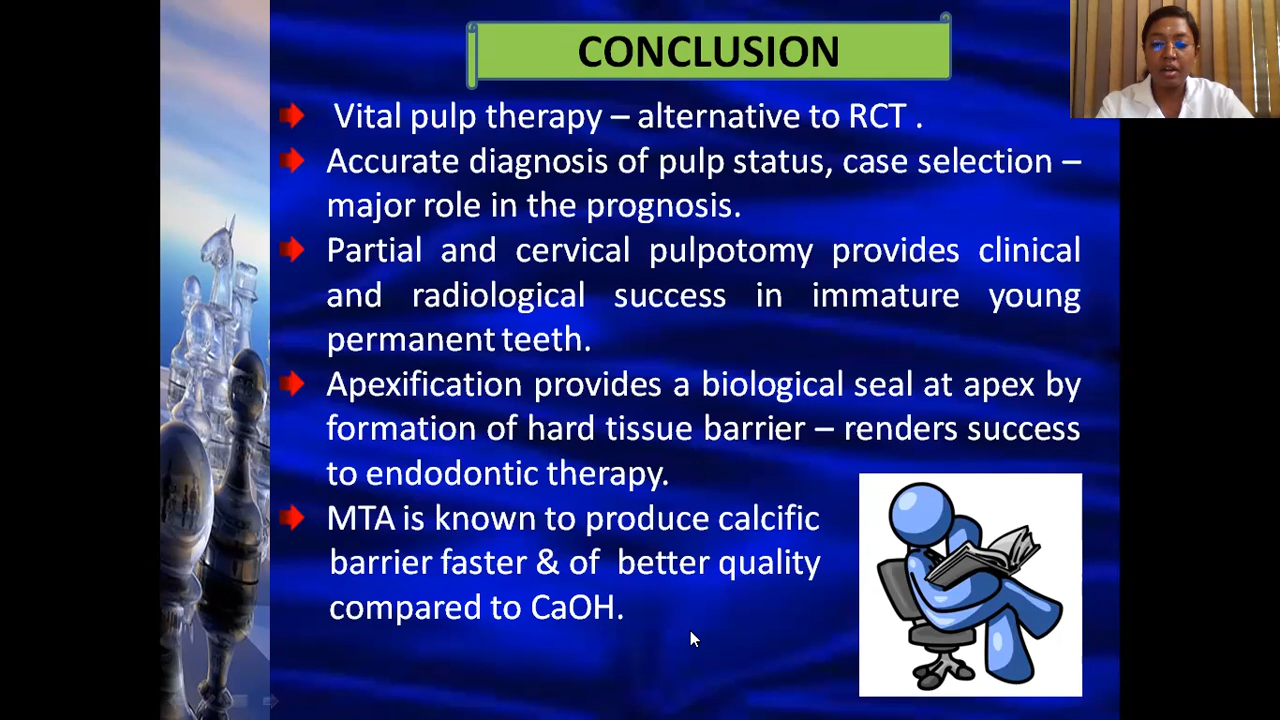 CONCLUSION
Vital pulp therapy – alternative to RCT .
Accurate diagnosis of pulp status, case selection –
major role in the prognosis.
Partial and cervical pulpotomy provides clinical
and radiological success in immature young
permanent teeth.
Apexification provides a biological seal at apex by
formation of hard tissue barrier – renders success
to endodontic therapy.
MTA is known to produce calcific
barrier faster & of better quality
compared to CaOH.